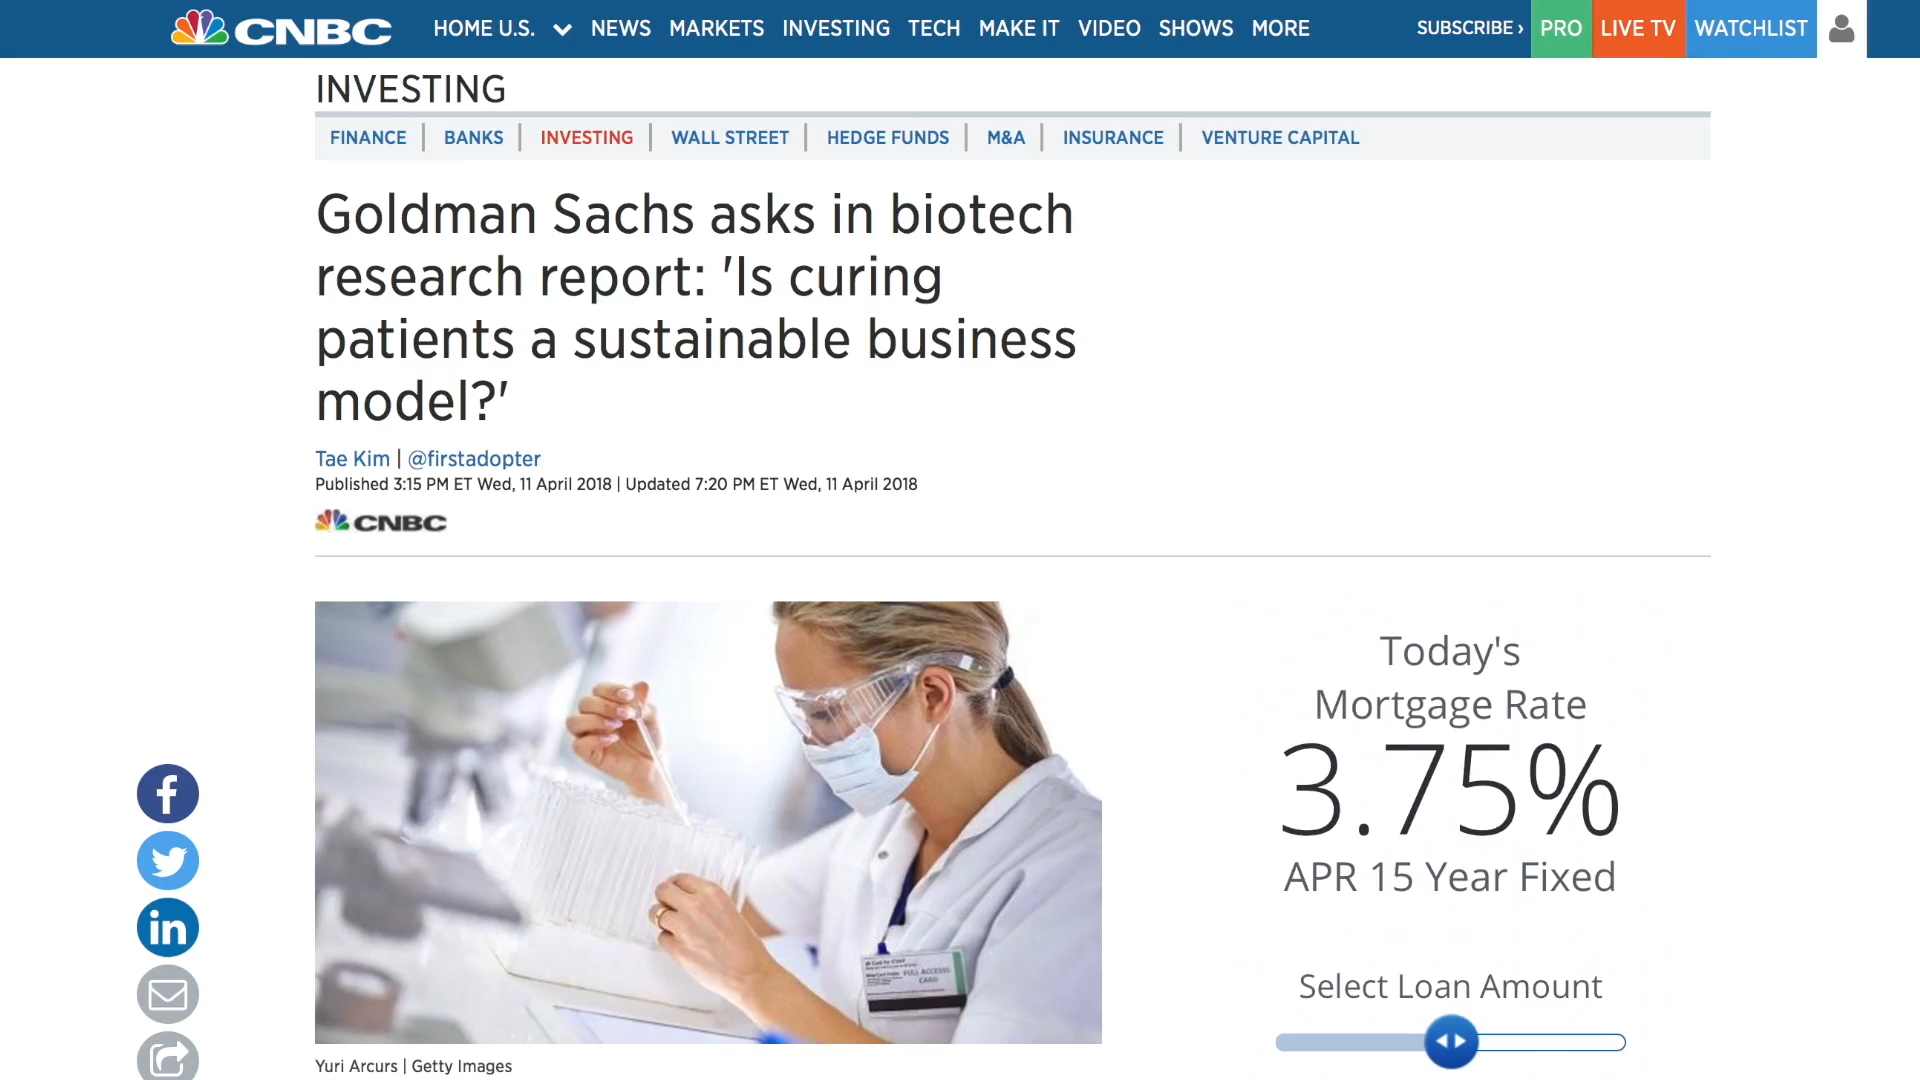 CNBC
HOME U.S.
NEWS
MARKETS
INVESTING
TECH
MAKE IT
VIDEO
SHOWS
MORE
SUBSCRIBE ›
PRO
LIVE TV
WATCHLIST
INVESTING
FINANCE | BANKS | INVESTING | WALL STREET | HEDGE FUNDS | M&A | INSURANCE | VENTURE CAPITAL
Goldman Sachs asks in biotech
research report: 'Is curing
patients a sustainable business
model?'
Tae Kim | @firstadopter
Published 3:15 PM ET Wed, 11 April 2018 | Updated 7:20 PM ET Wed, 11 April 2018
CNBC
FULL ACCESS
CARD
Yuri Arcurs | Getty Images
Today's
Mortgage Rate
3.75%
APR 15 Year Fixed
Select Loan Amount